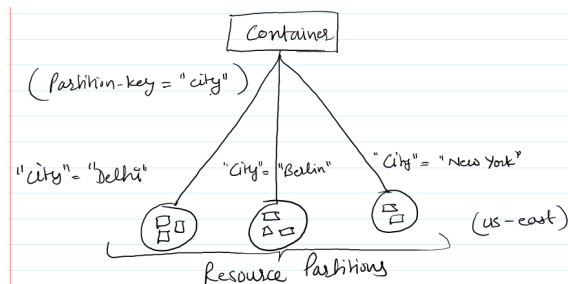 Container
(Partition-key = "city")
"city" = "Delhi"
"City" = "Berlin"
"City" = "New York"
(us-east)
Resource Partitions